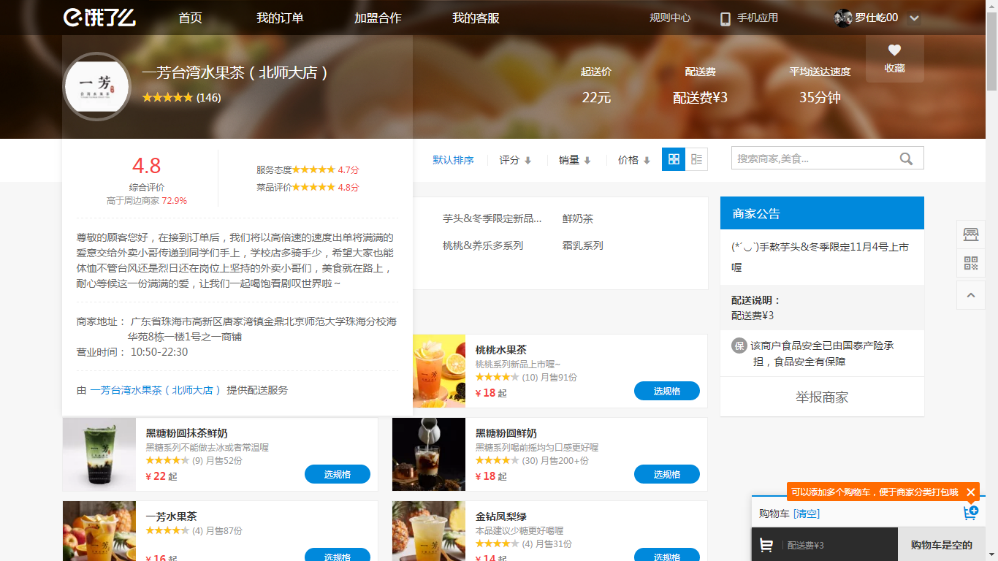 饿了么 首页 我的订单 加盟合作 我的客服 规则中心 手机应用 罗仕屹00
一芳台湾水果茶（北师大店）
(146)
起送价 配送费 平均送达速度
22元 配送费¥3 35分钟
收藏
一芳
4.8
综合评价
高于周边商家 72.9%
服务态度 4.7分
菜品评价 4.8分
尊敬的顾客您好，在接到订单后，我们将以高倍速的速度出单将满满的
爱意交给外卖小哥传递到同学们手上，学校店多骑手少，希望大家也能
体恤不管台风还是烈日还在岗位上坚持的外卖小哥们，美食就在路上，
耐心等候这一份满满的爱，让我们一起喝饱看剧叹世界啦~
商家地址： 广东省珠海市高新区唐家湾镇金鼎北京师范大学珠海分校海
华苑8栋一楼1号之一商铺
营业时间： 10:50-22:30
由 一芳台湾水果茶（北师大店） 提供配送服务
默认排序 评分 销量 价格
搜索商家,美食...
芋头&冬季限定新品... 鲜奶茶
桃桃&养乐多系列 霜乳系列
商家公告
(*´◡`)手熬芋头&冬季限定11月4号上市
喔
配送说明：
配送费¥3
保 该商户食品安全已由国泰产险承
担，食品安全有保障
举报商家
桃桃水果茶
桃桃系列新品上市喔~
(10) 月售91份
¥18 起
选规格
黑糖粉圆抹茶鲜奶
黑糖系列不能做去冰或者常温喔
(9) 月售52份
¥22 起
选规格
黑糖粉圆鲜奶
黑糖系列喝前摇均匀口感更好喔
(30) 月售200+份
¥18 起
选规格
一芳水果茶
(4) 月售87份
¥16 起
选规格
金钻凤梨绿
本品建议少糖更好喝喔
(4) 月售31份
¥14 起
选规格
可以添加多个购物车，便于商家分类打包哦
购物车 [清空]
配送费¥3
购物车是空的